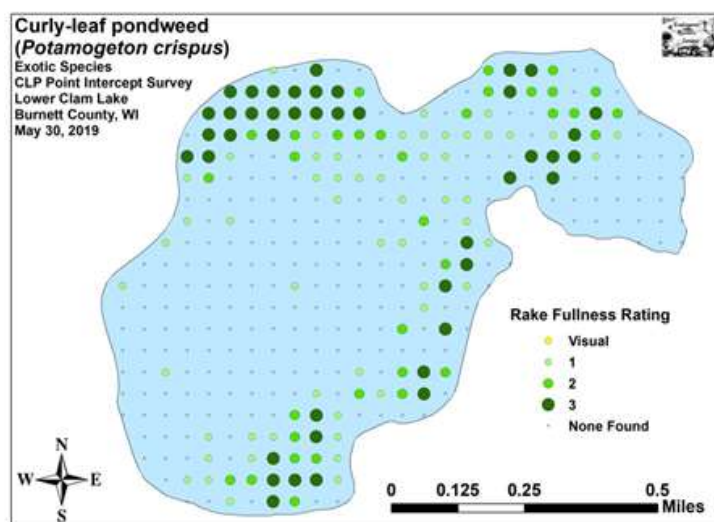 Curly-leaf pondweed
(Potamogeton crispus)
Exotic Species
CLP Point Intercept Survey
Lower Clam Lake
Burnett County, WI
May 30, 2019
Rake Fullness Rating
Visual
1
2
3
None Found
N
W E
S
0 0.125 0.25 0.5
Miles